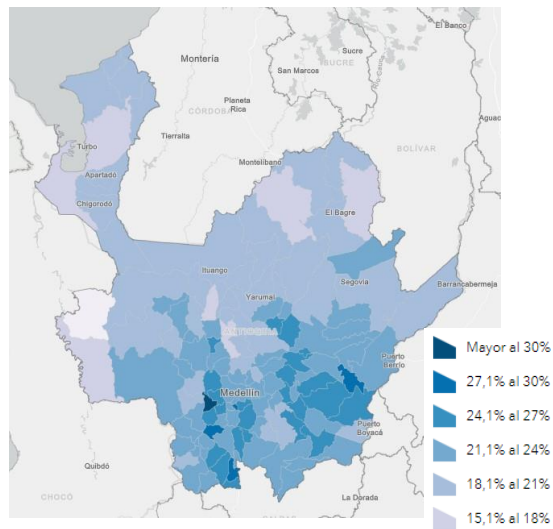 El Banco
Sucre
SUCRE
San Marcos
Montería
CÓRDOBA
Planeta
Rica
Tierralta
BOLÍVAR
Turbo
Apartadó
Chigorodó
Montelíbano
El Bagre
Ituango
Yarumal
Segovia
Barrancabermeja
ANTIOQUIA
Medellín
Puerto
Berrío
Puerto
Boyacá
Quibdó
CHOCÓ
La Dorada
Mayor al 30%
27,1% al 30%
24,1% al 27%
21,1% al 24%
18,1% al 21%
15,1% al 18%